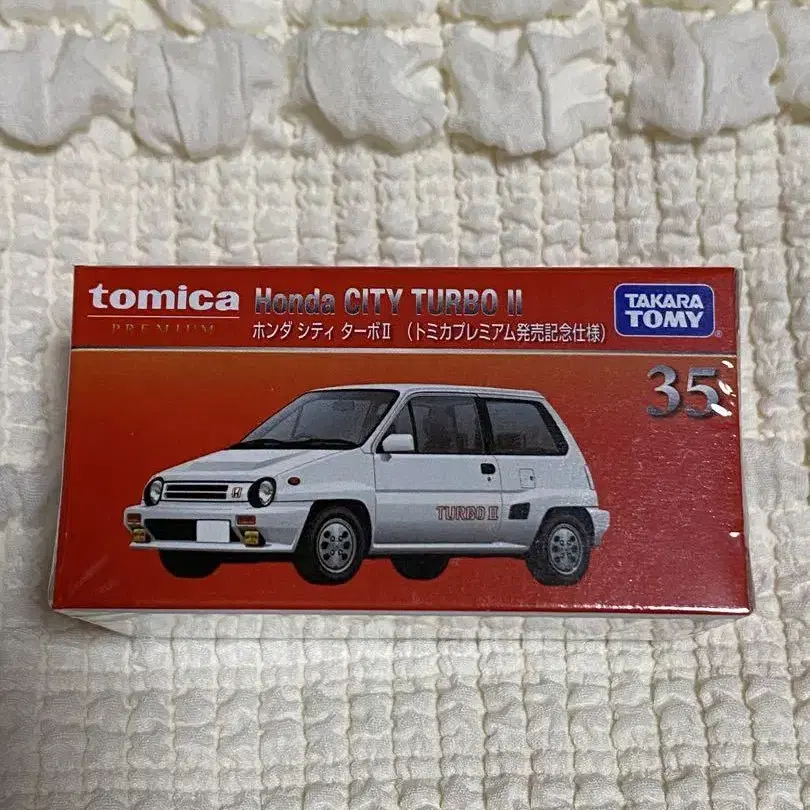 tomica
PREMIUM
Honda CITY TURBO II
ホンダ シティ ターボⅡ （トミカプレミアム発売記念仕様）
TAKARA
TOMY
®
35
TURBO II